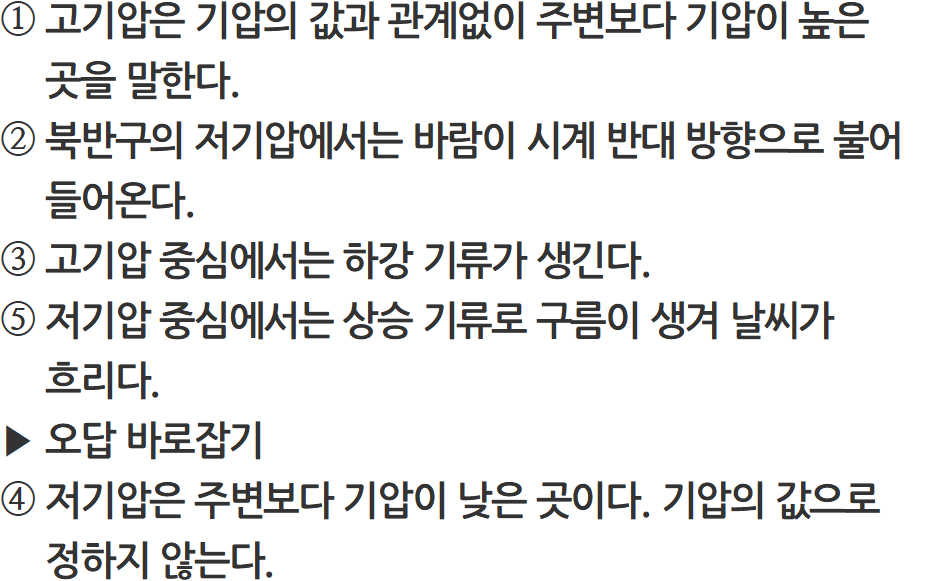 ① 고기압은 기압의 값과 관계없이 주변보다 기압이 높은
곳을 말한다.
② 북반구의 저기압에서는 바람이 시계 반대 방향으로 불어
들어온다.
③ 고기압 중심에서는 하강 기류가 생긴다.
⑤ 저기압 중심에서는 상승 기류로 구름이 생겨 날씨가
흐리다.
▶ 오답 바로잡기
④ 저기압은 주변보다 기압이 낮은 곳이다. 기압의 값으로
정하지 않는다.